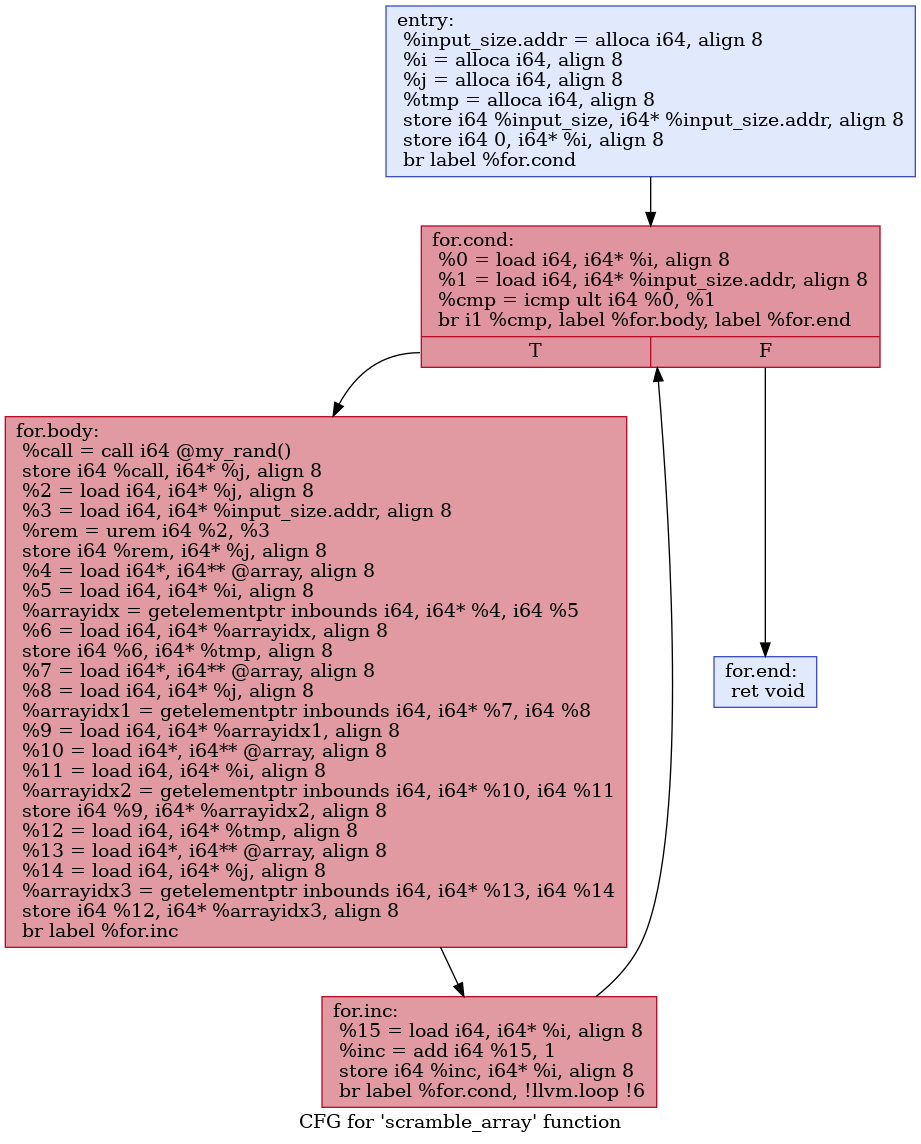 entry:
%input_size.addr = alloca i64, align 8
%i = alloca i64, align 8
%j = alloca i64, align 8
%tmp = alloca i64, align 8
store i64 %input_size, i64* %input_size.addr, align 8
store i64 0, i64* %i, align 8
br label %for.cond
for.cond:
%0 = load i64, i64* %i, align 8
%1 = load i64, i64* %input_size.addr, align 8
%cmp = icmp ult i64 %0, %1
br i1 %cmp, label %for.body, label %for.end
T F
for.body:
%call = call i64 @my_rand()
store i64 %call, i64* %j, align 8
%2 = load i64, i64* %j, align 8
%3 = load i64, i64* %input_size.addr, align 8
%rem = urem i64 %2, %3
store i64 %rem, i64* %j, align 8
%4 = load i64*, i64** @array, align 8
%5 = load i64, i64* %i, align 8
%arrayidx = getelementptr inbounds i64, i64* %4, i64 %5
%6 = load i64, i64* %arrayidx, align 8
store i64 %6, i64* %tmp, align 8
%7 = load i64*, i64** @array, align 8
%8 = load i64, i64* %j, align 8
%arrayidx1 = getelementptr inbounds i64, i64* %7, i64 %8
%9 = load i64, i64* %arrayidx1, align 8
%10 = load i64*, i64** @array, align 8
%11 = load i64, i64* %i, align 8
%arrayidx2 = getelementptr inbounds i64, i64* %10, i64 %11
store i64 %9, i64* %arrayidx2, align 8
%12 = load i64, i64* %tmp, align 8
%13 = load i64*, i64** @array, align 8
%14 = load i64, i64* %j, align 8
%arrayidx3 = getelementptr inbounds i64, i64* %13, i64 %14
store i64 %12, i64* %arrayidx3, align 8
br label %for.inc
for.end:
ret void
for.inc:
%15 = load i64, i64* %i, align 8
%inc = add i64 %15, 1
store i64 %inc, i64* %i, align 8
br label %for.cond, !llvm.loop !6
CFG for 'scramble_array' function